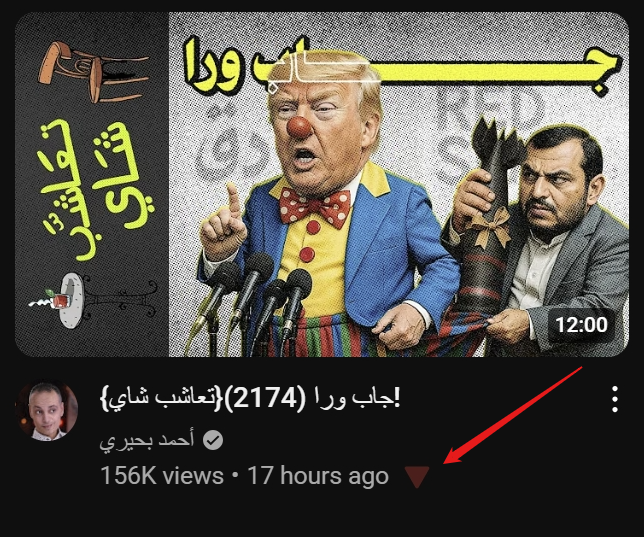 جاب ورا
تعاشب
شاي
12:00
!جاب ورا (2174){تعاشب شاي}
أحمد بحيري
156K views • 17 hours ago